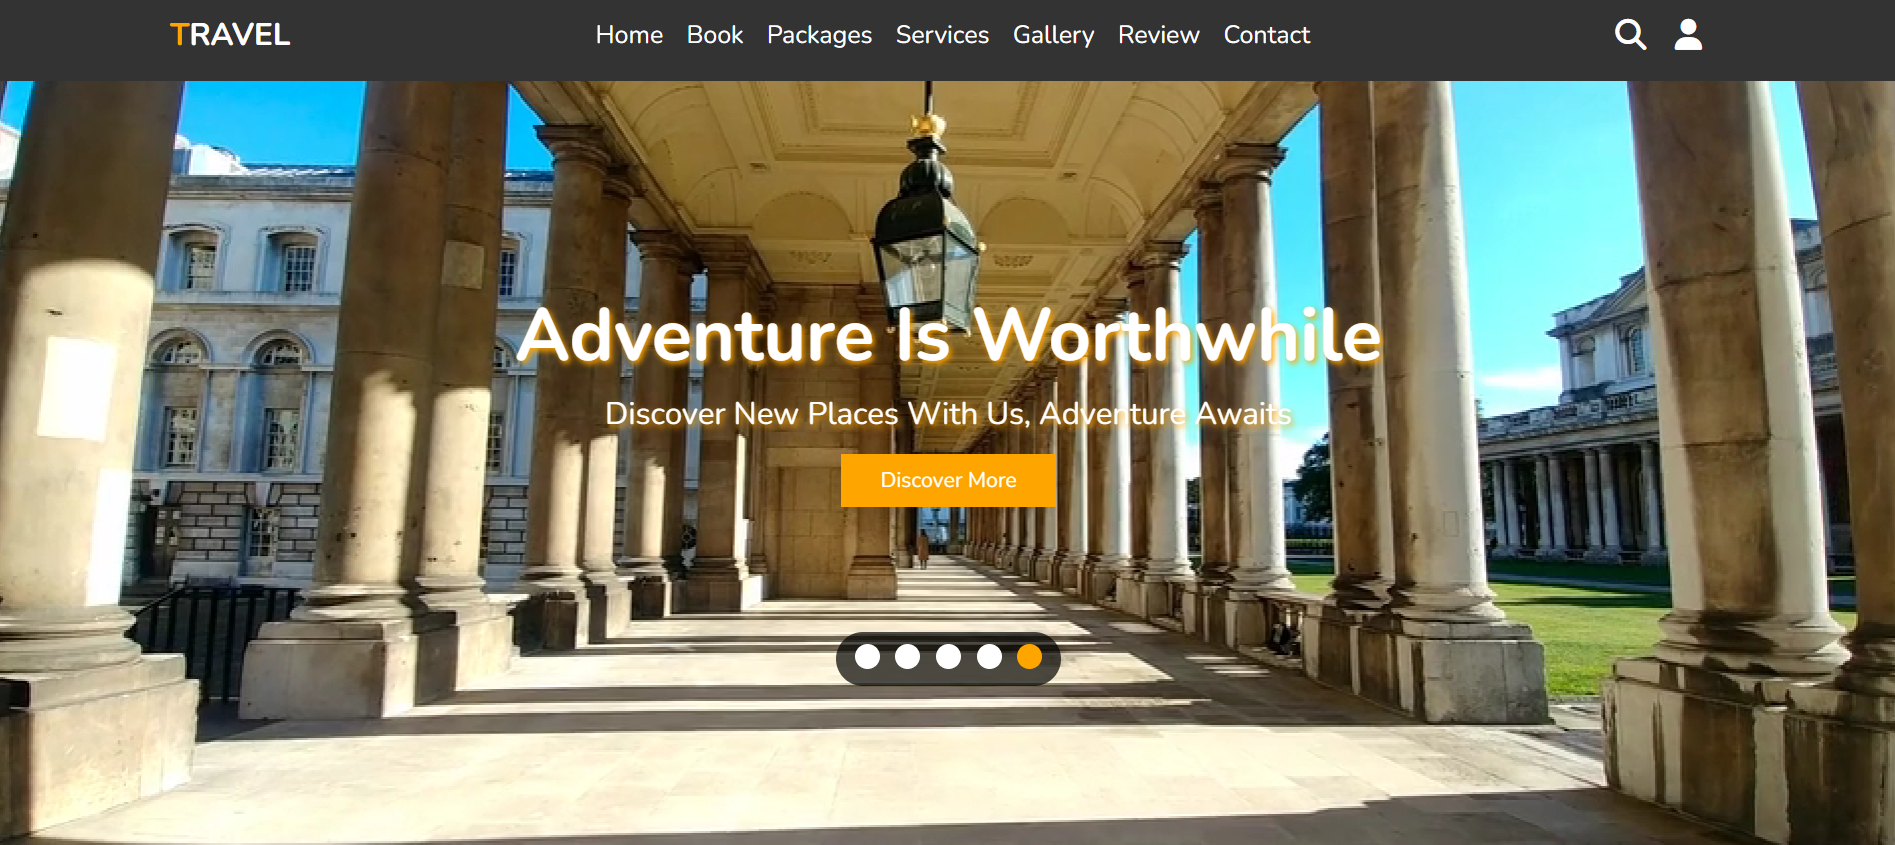 TRAVEL
Home Book Packages Services Gallery Review Contact
Adventure Is Worthwhile
Discover New Places With Us, Adventure Awaits
Discover More